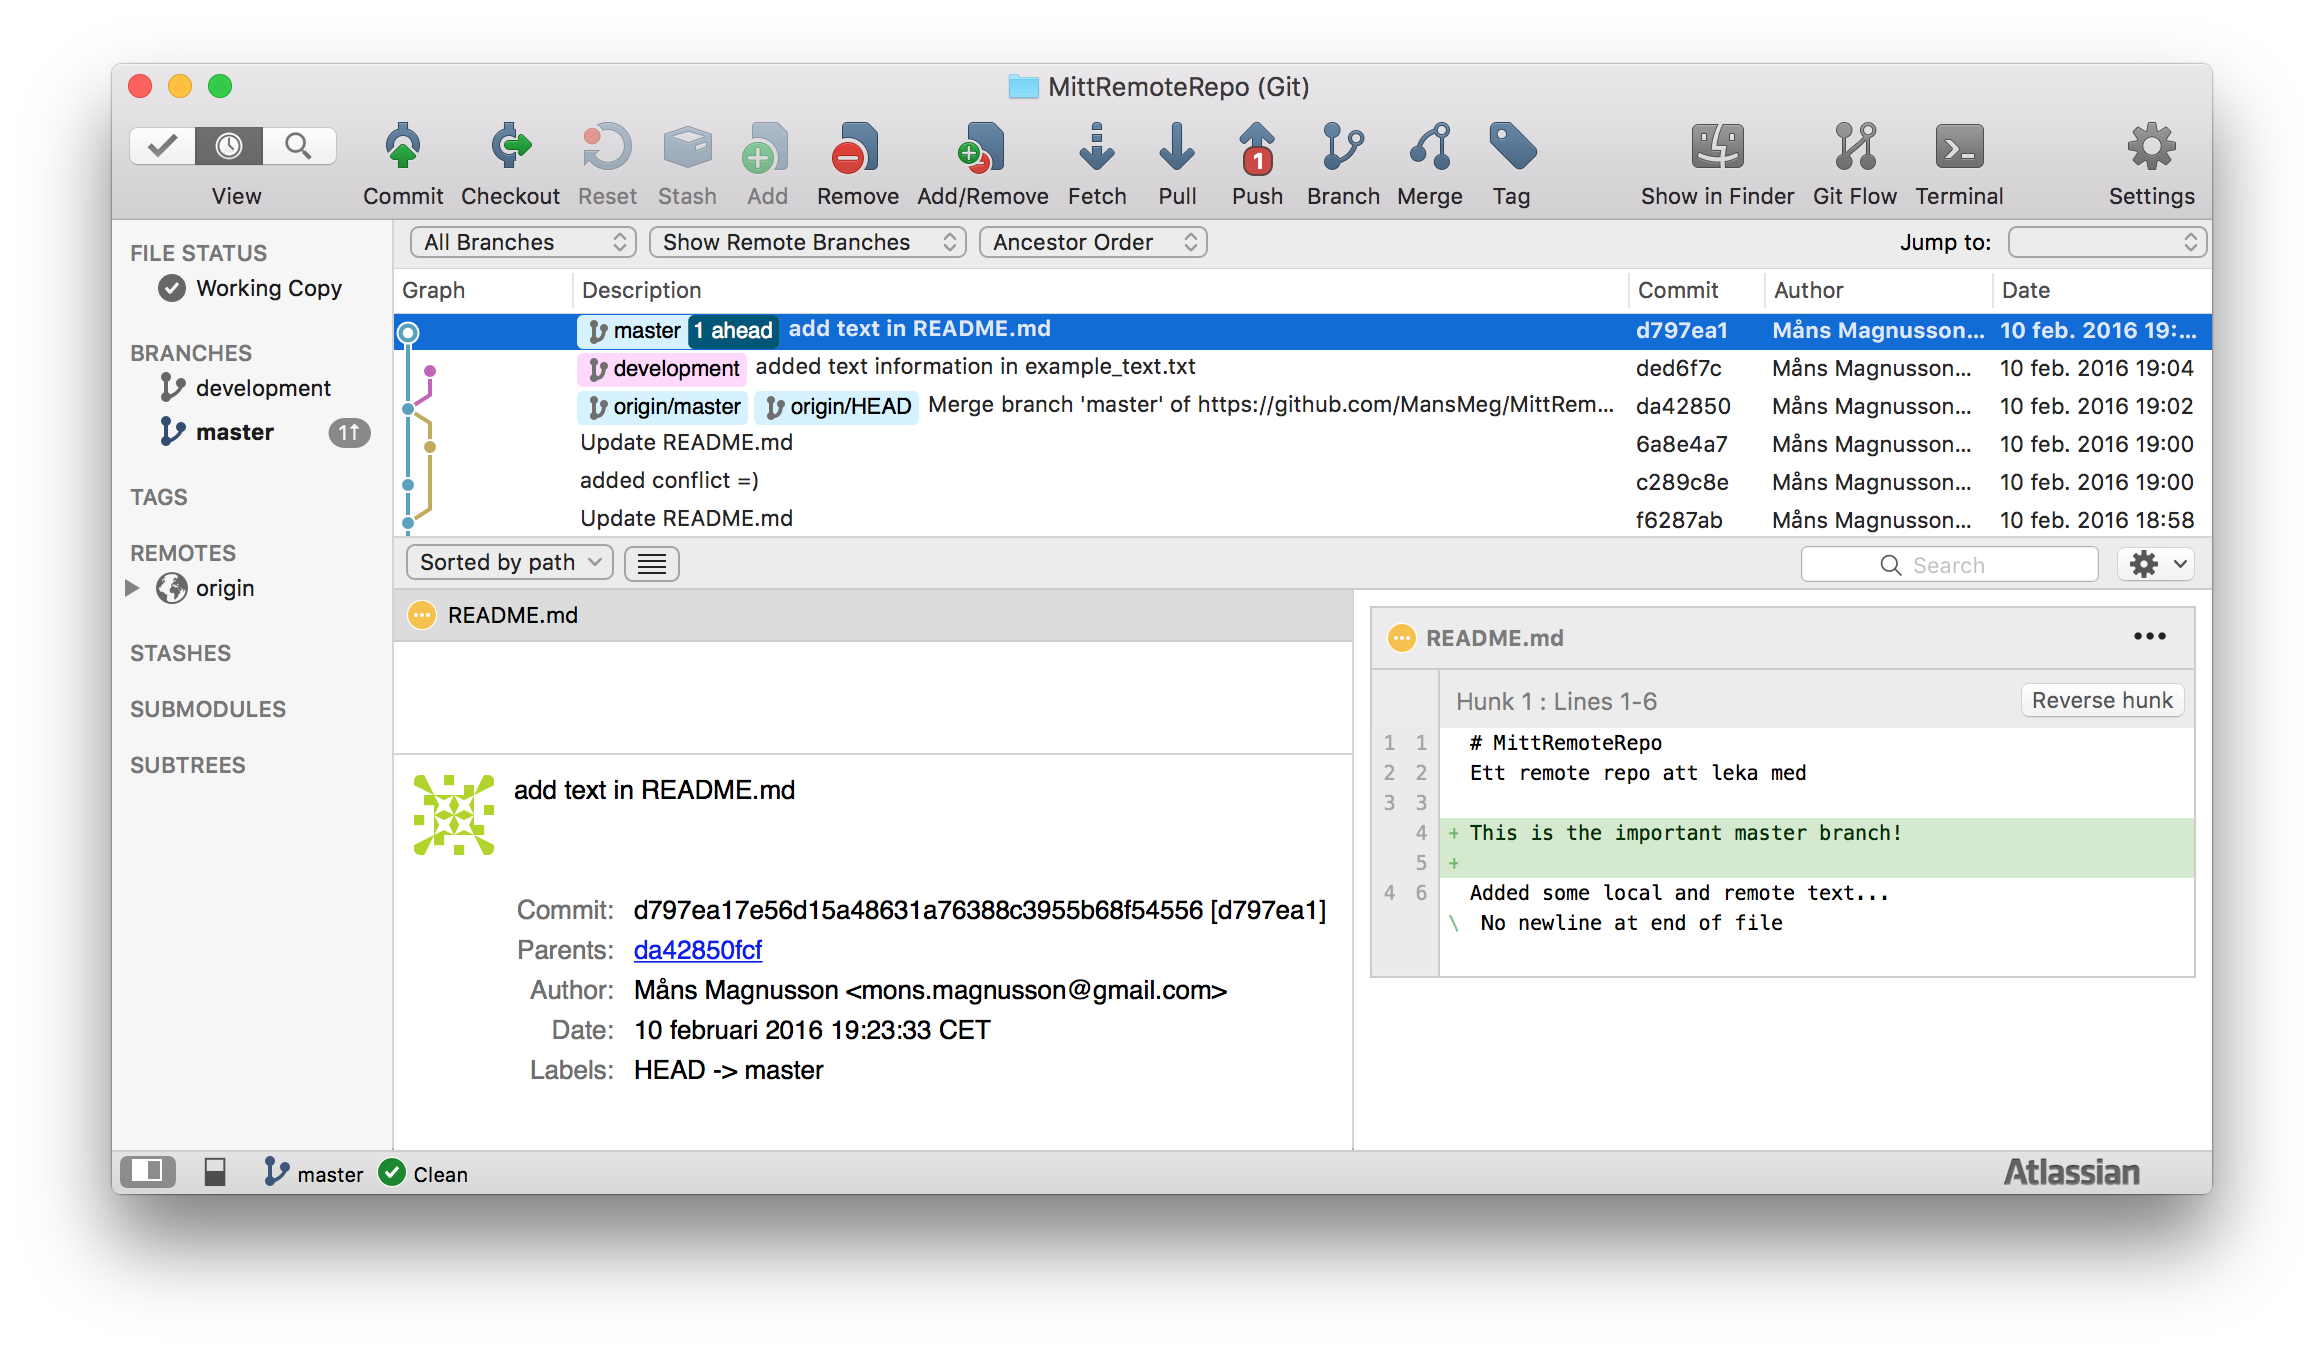 MittRemoteRepo (Git)
View
Commit
Checkout
Reset
Stash
Add
Remove
Add/Remove
Fetch
Pull
1
Push
Branch
Merge
Tag
Show in Finder
Git Flow
Terminal
Settings
FILE STATUS
Working Copy
BRANCHES
development
master 1↑
TAGS
REMOTES
origin
STASHES
SUBMODULES
SUBTREES
All Branches Show Remote Branches Ancestor Order Jump to:
Graph Description Commit Author Date
master 1 ahead add text in README.md d797ea1 Måns Magnusson... 10 feb. 2016 19:...
development added text information in example_text.txt ded6f7c Måns Magnusson... 10 feb. 2016 19:04
origin/master origin/HEAD Merge branch 'master' of https://github.com/MansMeg/MittRem... da42850 Måns Magnusson... 10 feb. 2016 19:02
Update README.md 6a8e4a7 Måns Magnusson... 10 feb. 2016 19:00
added conflict =) c289c8e Måns Magnusson... 10 feb. 2016 19:00
Update README.md f6287ab Måns Magnusson... 10 feb. 2016 18:58
Sorted by path Search
README.md
add text in README.md
Commit: d797ea17e56d15a48631a76388c3955b68f54556 [d797ea1]
Parents: da42850fcf
Author: Måns Magnusson <mons.magnusson@gmail.com>
Date: 10 februari 2016 19:23:33 CET
Labels: HEAD -> master
README.md •••
Hunk 1 : Lines 1-6 Reverse hunk
1 1 # MittRemoteRepo
2 2 Ett remote repo att leka med
3 3
4 + This is the important master branch!
5 +
4 6 Added some local and remote text...
\ No newline at end of file
master Clean
Atlassian